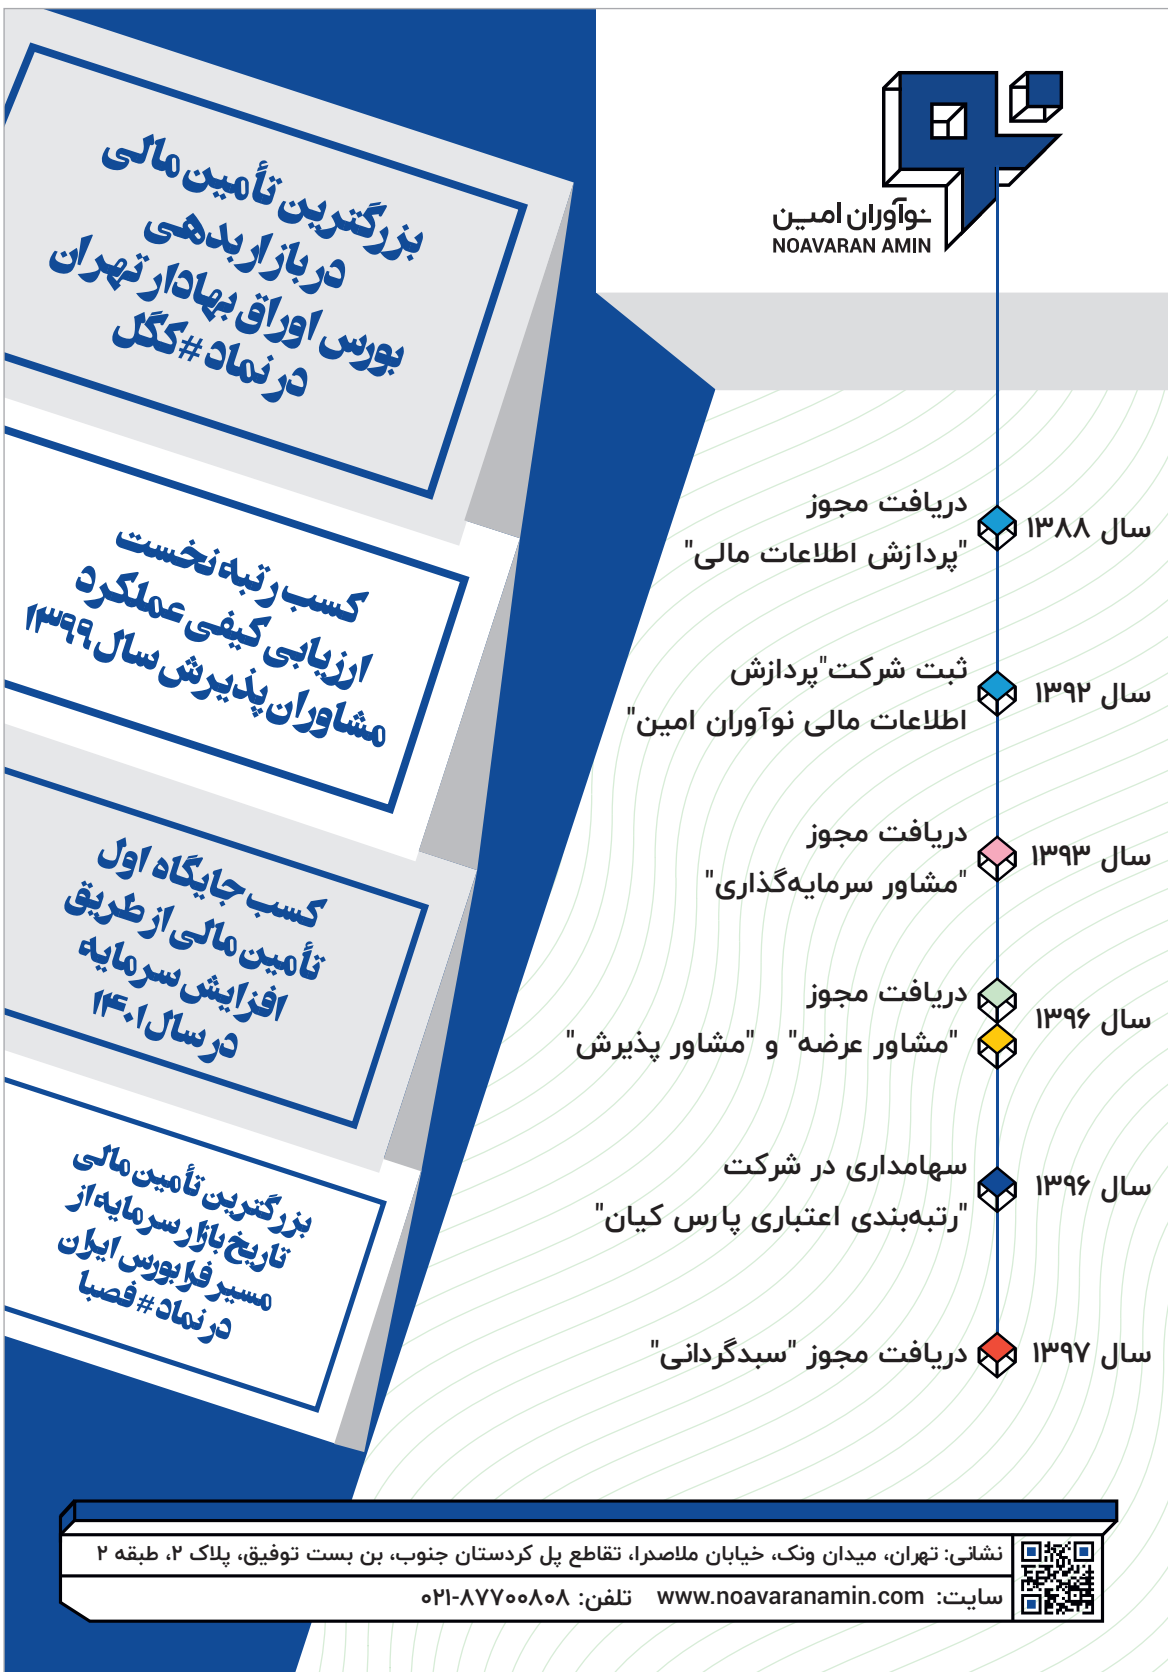 نوآوران امین
NOAVARAN AMIN
سال ۱۳۸۸
دریافت مجوز
"پردازش اطلاعات مالی"
سال ۱۳۹۲
ثبت شرکت"پردازش
اطلاعات مالی نوآوران امین"
سال ۱۳۹۳
دریافت مجوز
"مشاور سرمایه‌گذاری"
سال ۱۳۹۶
دریافت مجوز
"مشاور عرضه" و "مشاور پذیرش"
سال ۱۳۹۶
سهامداری در شرکت
"رتبه‌بندی اعتباری پارس کیان"
سال ۱۳۹۷
دریافت مجوز "سبدگردانی"
بزرگترین تأمین مالی
در بازار بدهی
بورس اوراق بهادار تهران
در نماد #کگل
کسب رتبه نخست
ارزیابی کیفی عملکرد
مشاوران پذیرش سال ۱۳۹۹
کسب جایگاه اول
تأمین مالی از طریق
افزایش سرمایه
در سال ۱۴۰۱
بزرگترین تأمین مالی
تاریخ بازار سرمایه از
مسیر فرابورس ایران
در نماد #فصبا
نشانی: تهران، میدان ونک، خیابان ملاصدرا، تقاطع پل کردستان جنوب، بن بست توفیق، پلاک ۲، طبقه ۲
سایت: www.noavaranamin.com تلفن: ۰۲۱-۸۷۷۰۰۸۰۸